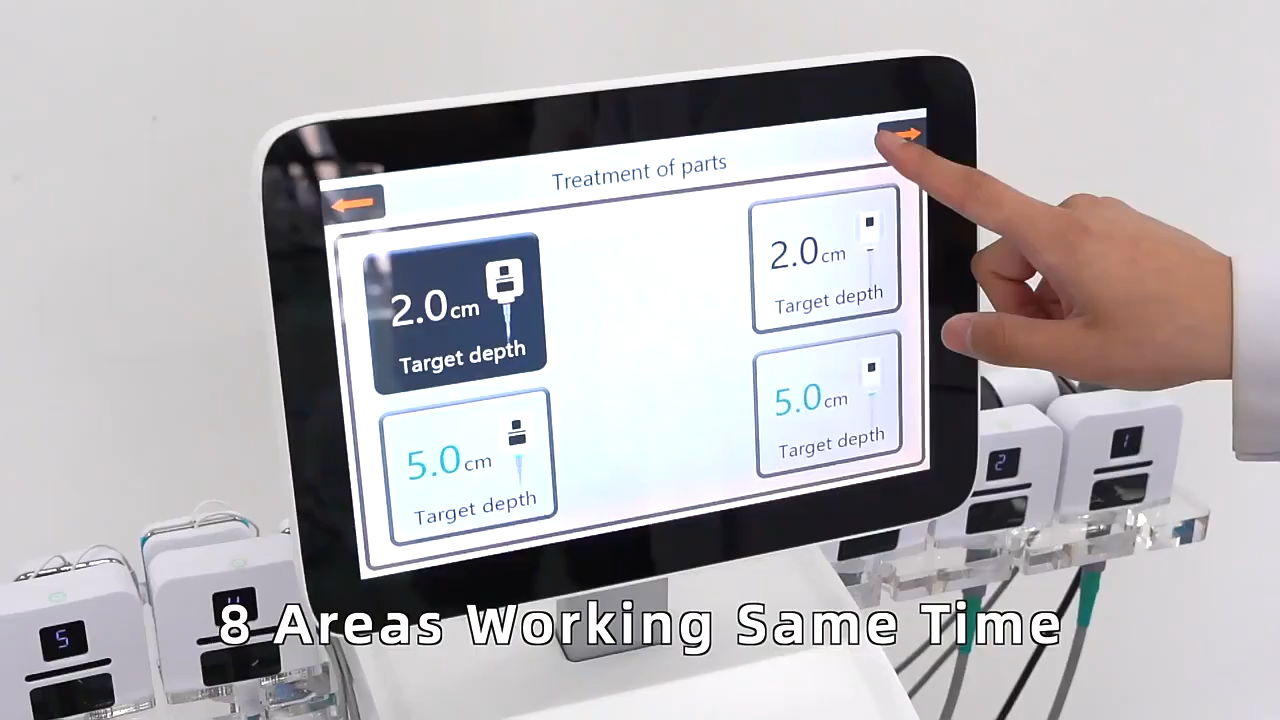 Treatment of parts
2.0cm
Target depth
5.0cm
Target depth
2.0cm
Target depth
5.0cm
Target depth
2
1
5
4
8 Areas Working Same Time